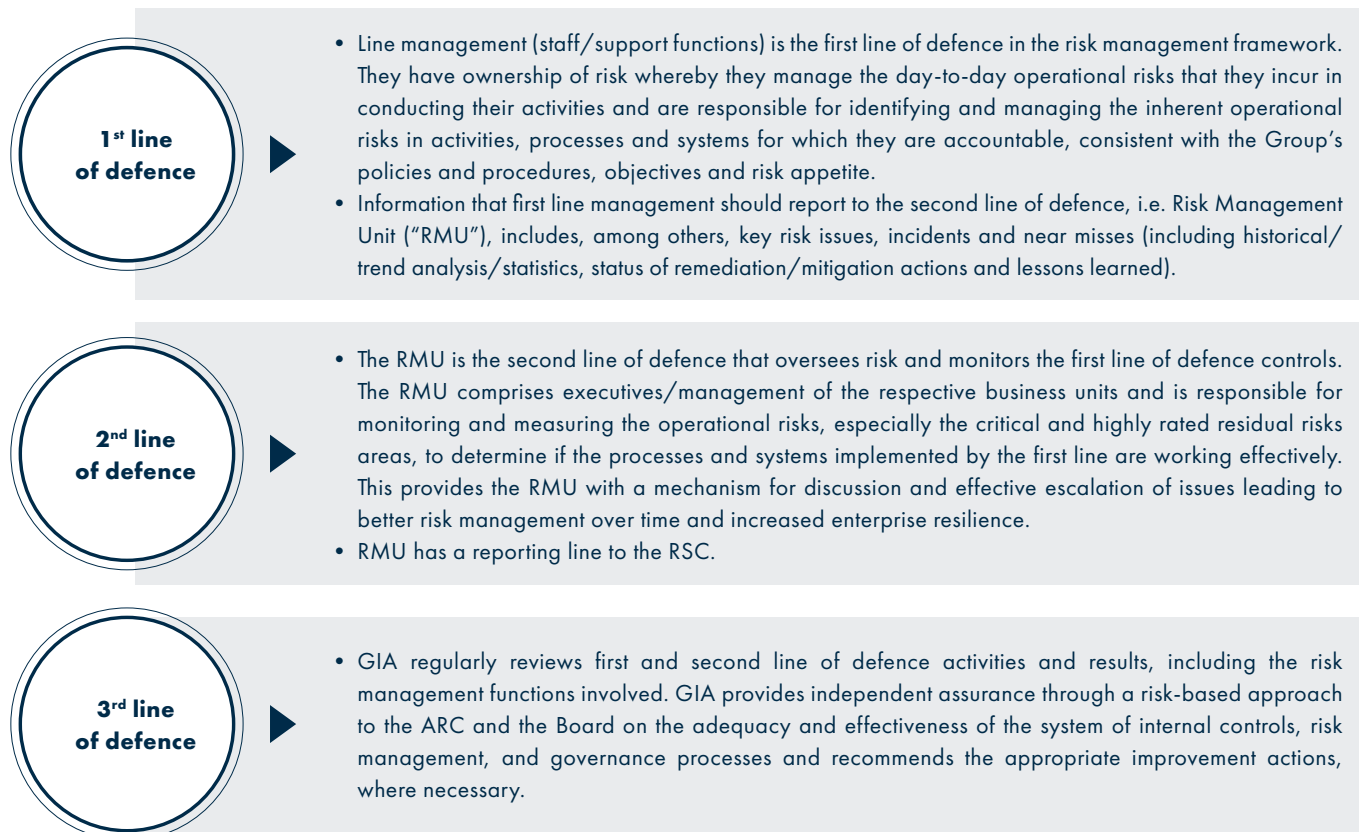 1st line
of defence
• Line management (staff/support functions) is the first line of defence in the risk management framework.
They have ownership of risk whereby they manage the day-to-day operational risks that they incur in
conducting their activities and are responsible for identifying and managing the inherent operational
risks in activities, processes and systems for which they are accountable, consistent with the Group’s
policies and procedures, objectives and risk appetite.
• Information that first line management should report to the second line of defence, i.e. Risk Management
Unit (“RMU”), includes, among others, key risk issues, incidents and near misses (including historical/
trend analysis/statistics, status of remediation/mitigation actions and lessons learned).
2nd line
of defence
• The RMU is the second line of defence that oversees risk and monitors the first line of defence controls.
The RMU comprises executives/management of the respective business units and is responsible for
monitoring and measuring the operational risks, especially the critical and highly rated residual risks
areas, to determine if the processes and systems implemented by the first line are working effectively.
This provides the RMU with a mechanism for discussion and effective escalation of issues leading to
better risk management over time and increased enterprise resilience.
• RMU has a reporting line to the RSC.
3rd line
of defence
• GIA regularly reviews first and second line of defence activities and results, including the risk
management functions involved. GIA provides independent assurance through a risk-based approach
to the ARC and the Board on the adequacy and effectiveness of the system of internal controls, risk
management, and governance processes and recommends the appropriate improvement actions,
where necessary.